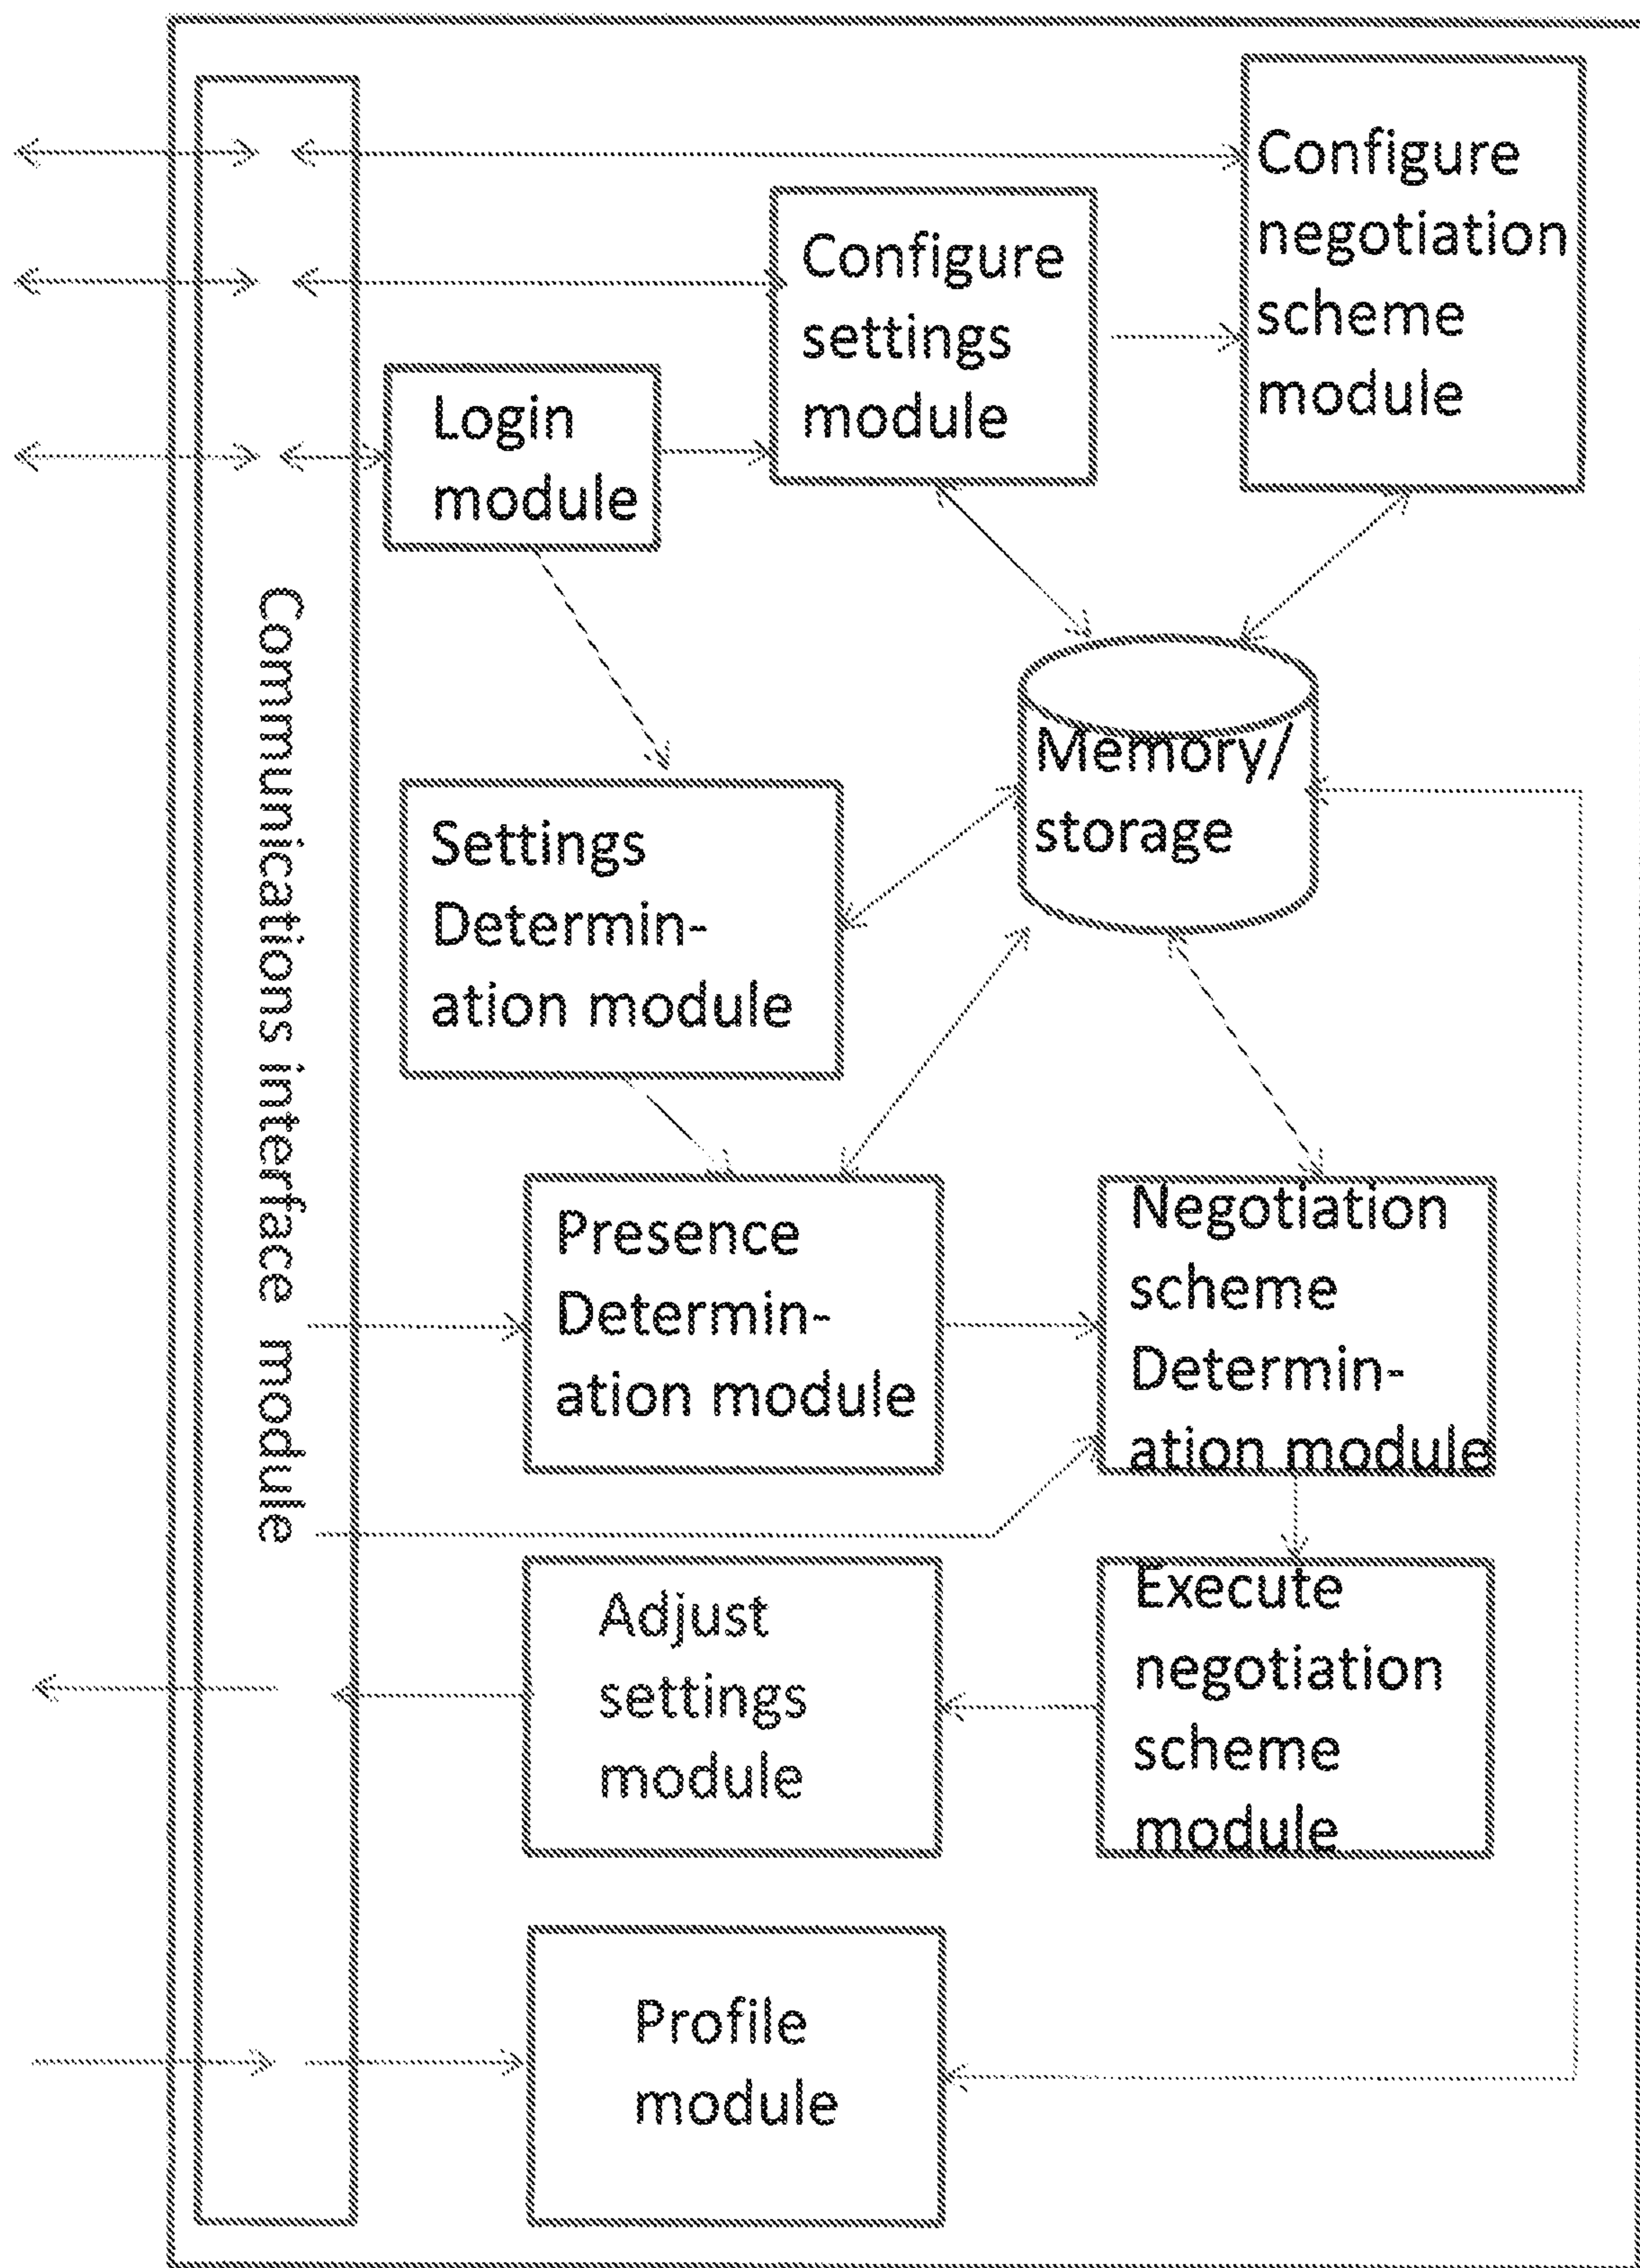 Configure
negotiation
scheme
module
Configure
settings
module
Login
module
Communications interface module
Memory/
storage
Settings
Determin-
ation module
Presence
Determin-
ation module
Negotiation
scheme
Determin-
ation module
Adjust
settings
module
Execute
negotiation
scheme
module
Profile
module